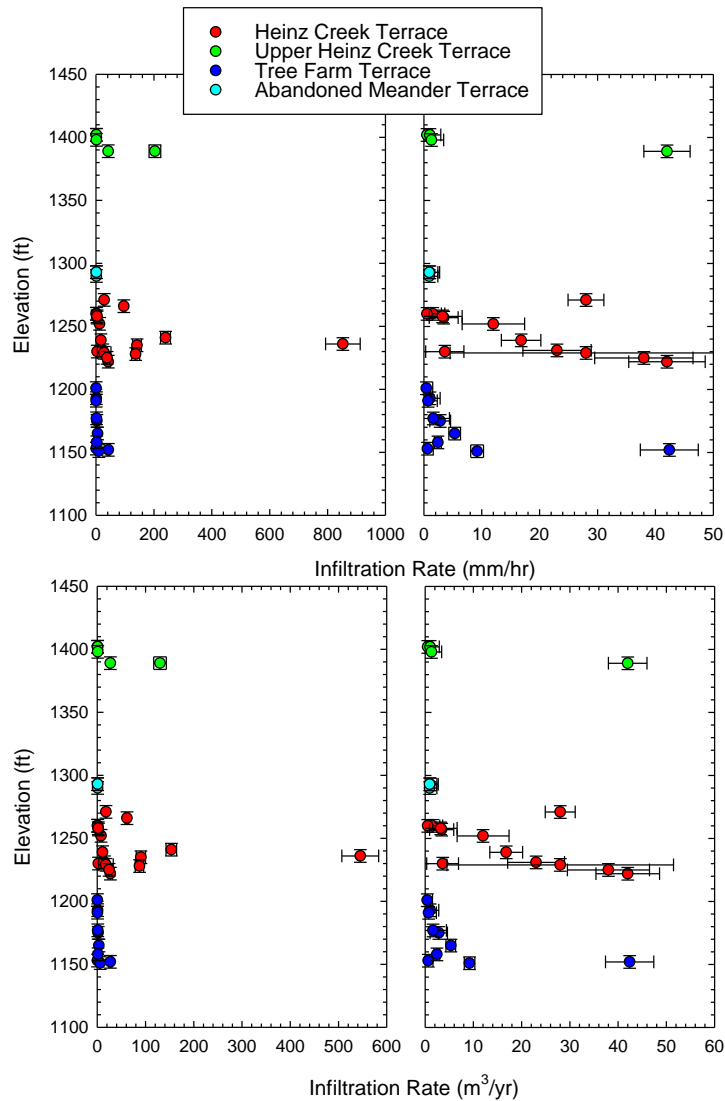 Heinz Creek Terrace
Upper Heinz Creek Terrace
Tree Farm Terrace
Abandoned Meander Terrace
Elevation (ft)
1450
1400
1350
1300
1250
1200
1150
1100
0 200 400 600 800 1000
0 10 20 30 40 50
Infiltration Rate (mm/hr)
Elevation (ft)
1450
1400
1350
1300
1250
1200
1150
1100
0 100 200 300 400 500 600
0 10 20 30 40 50 60
Infiltration Rate (m³/yr)